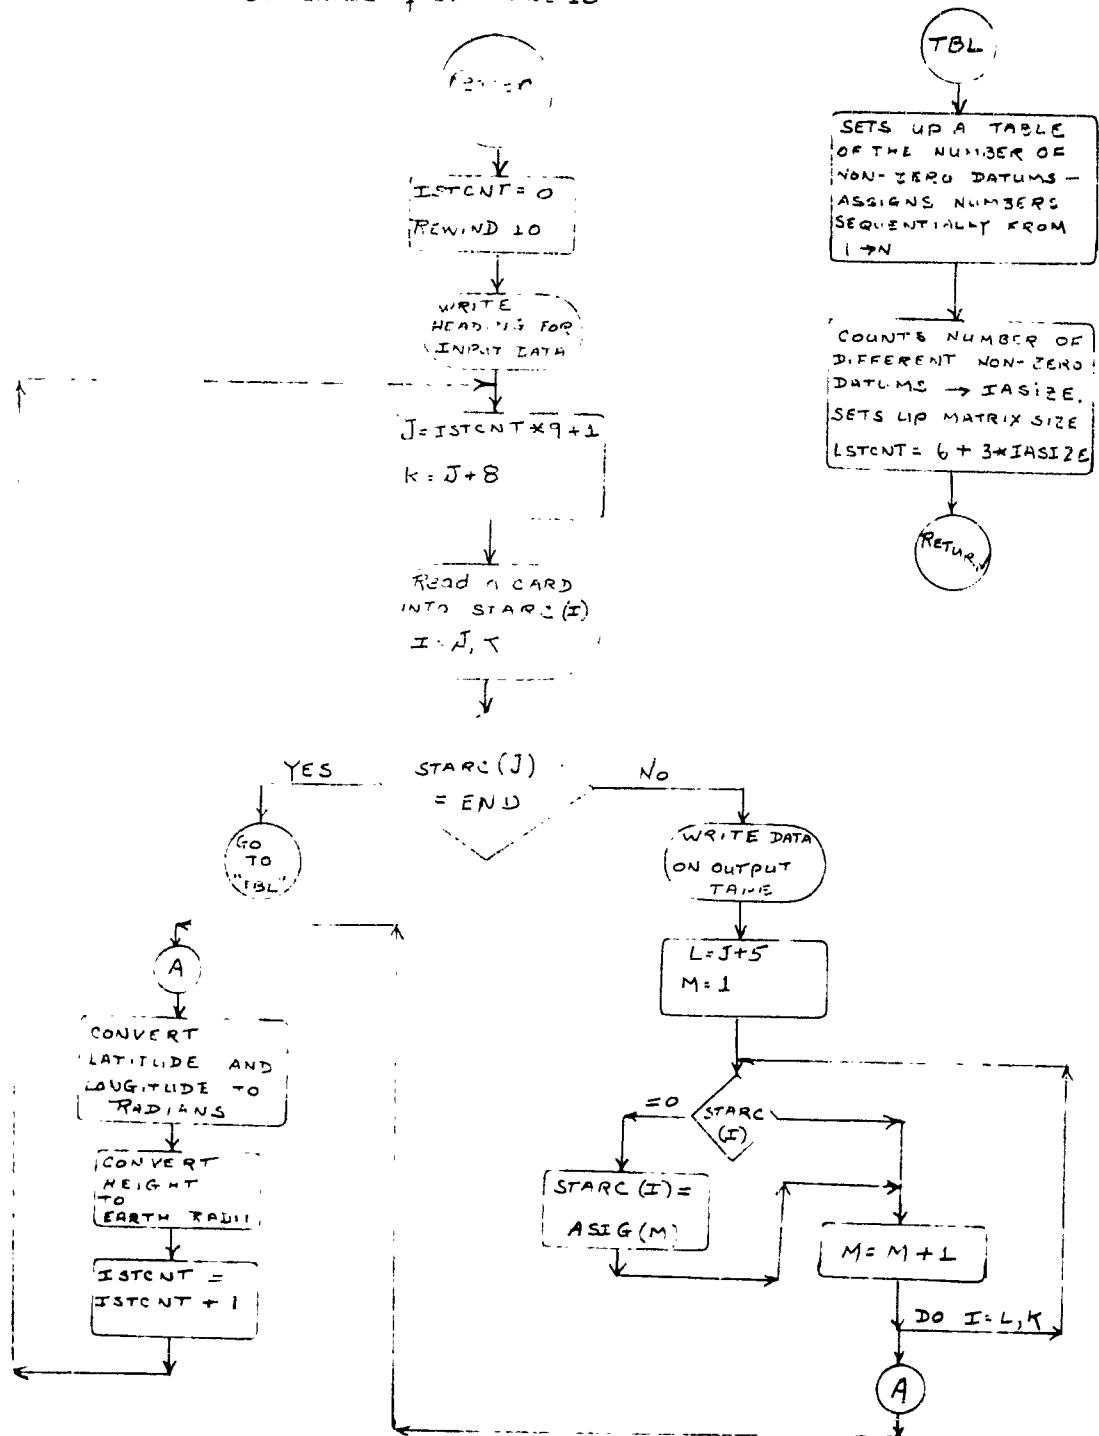 ISTCNT = 0
REWIND 10
WRITE
HEADING FOR
INPUT DATA
J = ISTCNT * 9 + 1
K = J + 8
Read a CARD
INTO STARC (I)
I = J, K
STARC (J)
= END
YES
NO
GO
TO
"TBL"
WRITE DATA
ON OUTPUT
TAPE
L = J + 5
M = 1
STARC
(I)
= 0
STARC (I) =
ASIG (M)
M = M + 1
DO I = L, K
A
A
CONVERT
LATITUDE AND
LONGITUDE TO
RADIANS
CONVERT
HEIGHT
TO
EARTH RADII
ISTCNT =
ISTCNT + 1
TBL
SETS UP A TABLE
OF THE NUMBER OF
NON-ZERO DATUMS -
ASSIGNS NUMBERS
SEQUENTIALLY FROM
1 → N
COUNTS NUMBER OF
DIFFERENT NON-ZERO
DATUMS → IASIZE.
SETS UP MATRIX SIZE
LSTCNT = 6 + 3 * IASIZE
RETURN